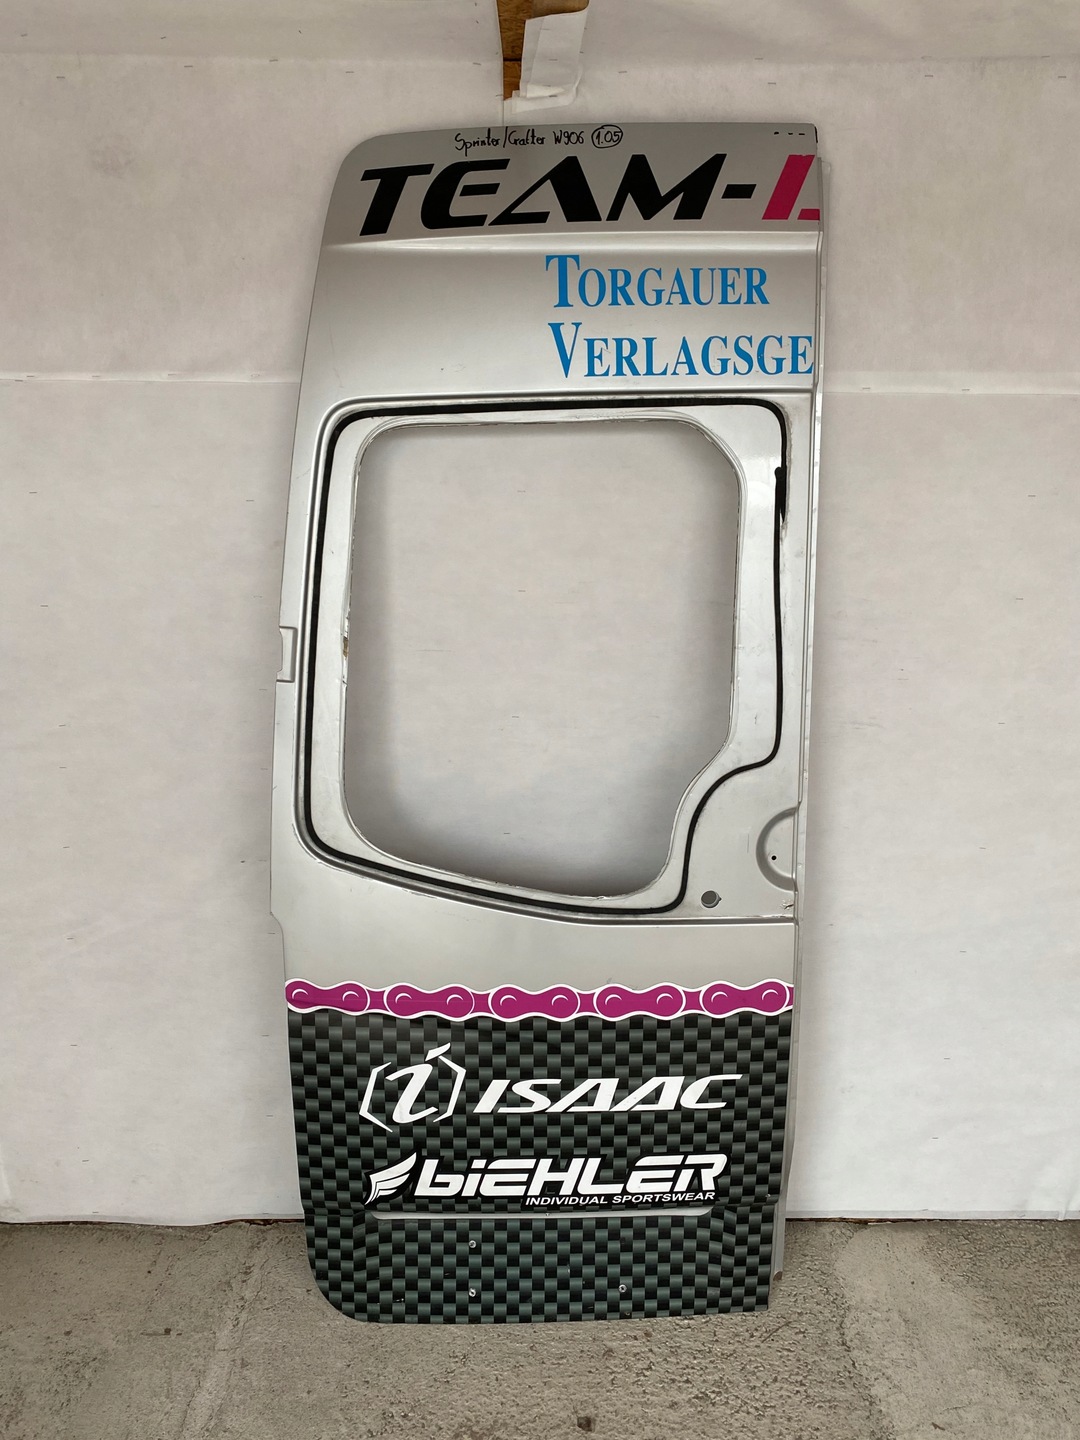 Sprinter/Crafter W906 1.05
TEAM-
TORGAUER
VERLAGSGE
i ISAAC
biEHLER
INDIVIDUAL SPORTSWEAR